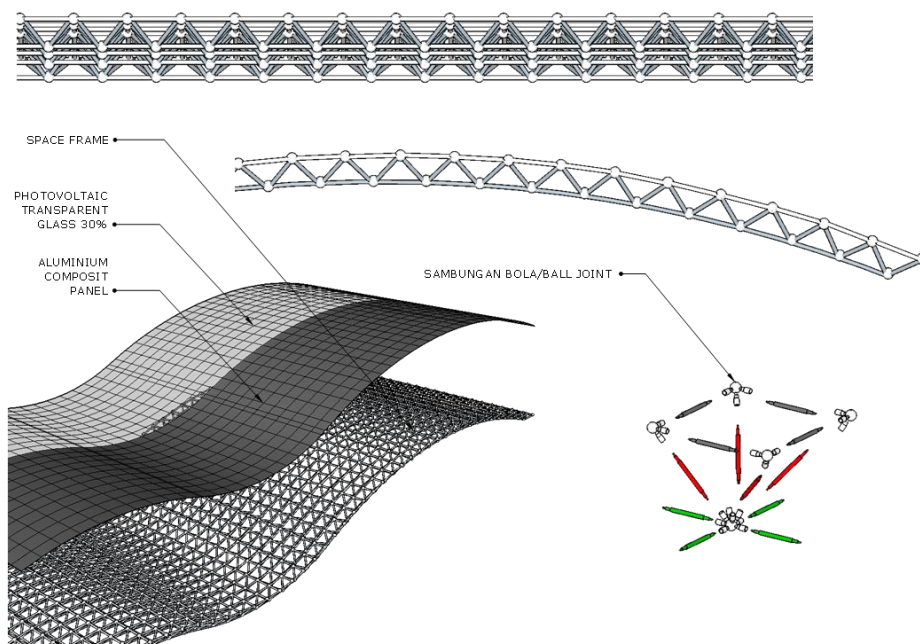 SPACE FRAME
PHOTOVOLTAIC
TRANSPARENT
GLASS 30%
ALUMINIUM
COMPOSIT
PANEL
SAMBUNGAN BOLA/BALL JOINT